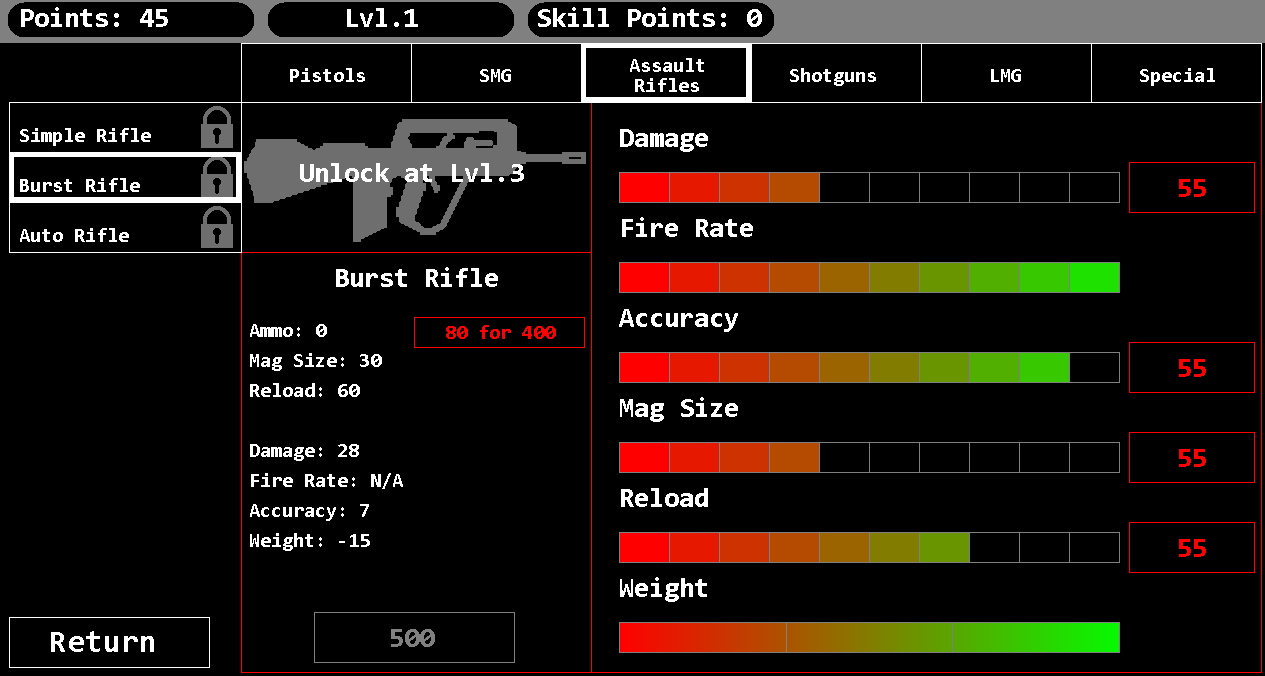 Points: 45
Lvl.1
Skill Points: 0
Pistols
SMG
Assault
Rifles
Shotguns
LMG
Special
Simple Rifle
Burst Rifle
Auto Rifle
Unlock at Lvl.3
Burst Rifle
Ammo: 0
80 for 400
Mag Size: 30
Reload: 60
Damage: 28
Fire Rate: N/A
Accuracy: 7
Weight: -15
500
Return
Damage
55
Fire Rate
Accuracy
55
Mag Size
55
Reload
55
Weight